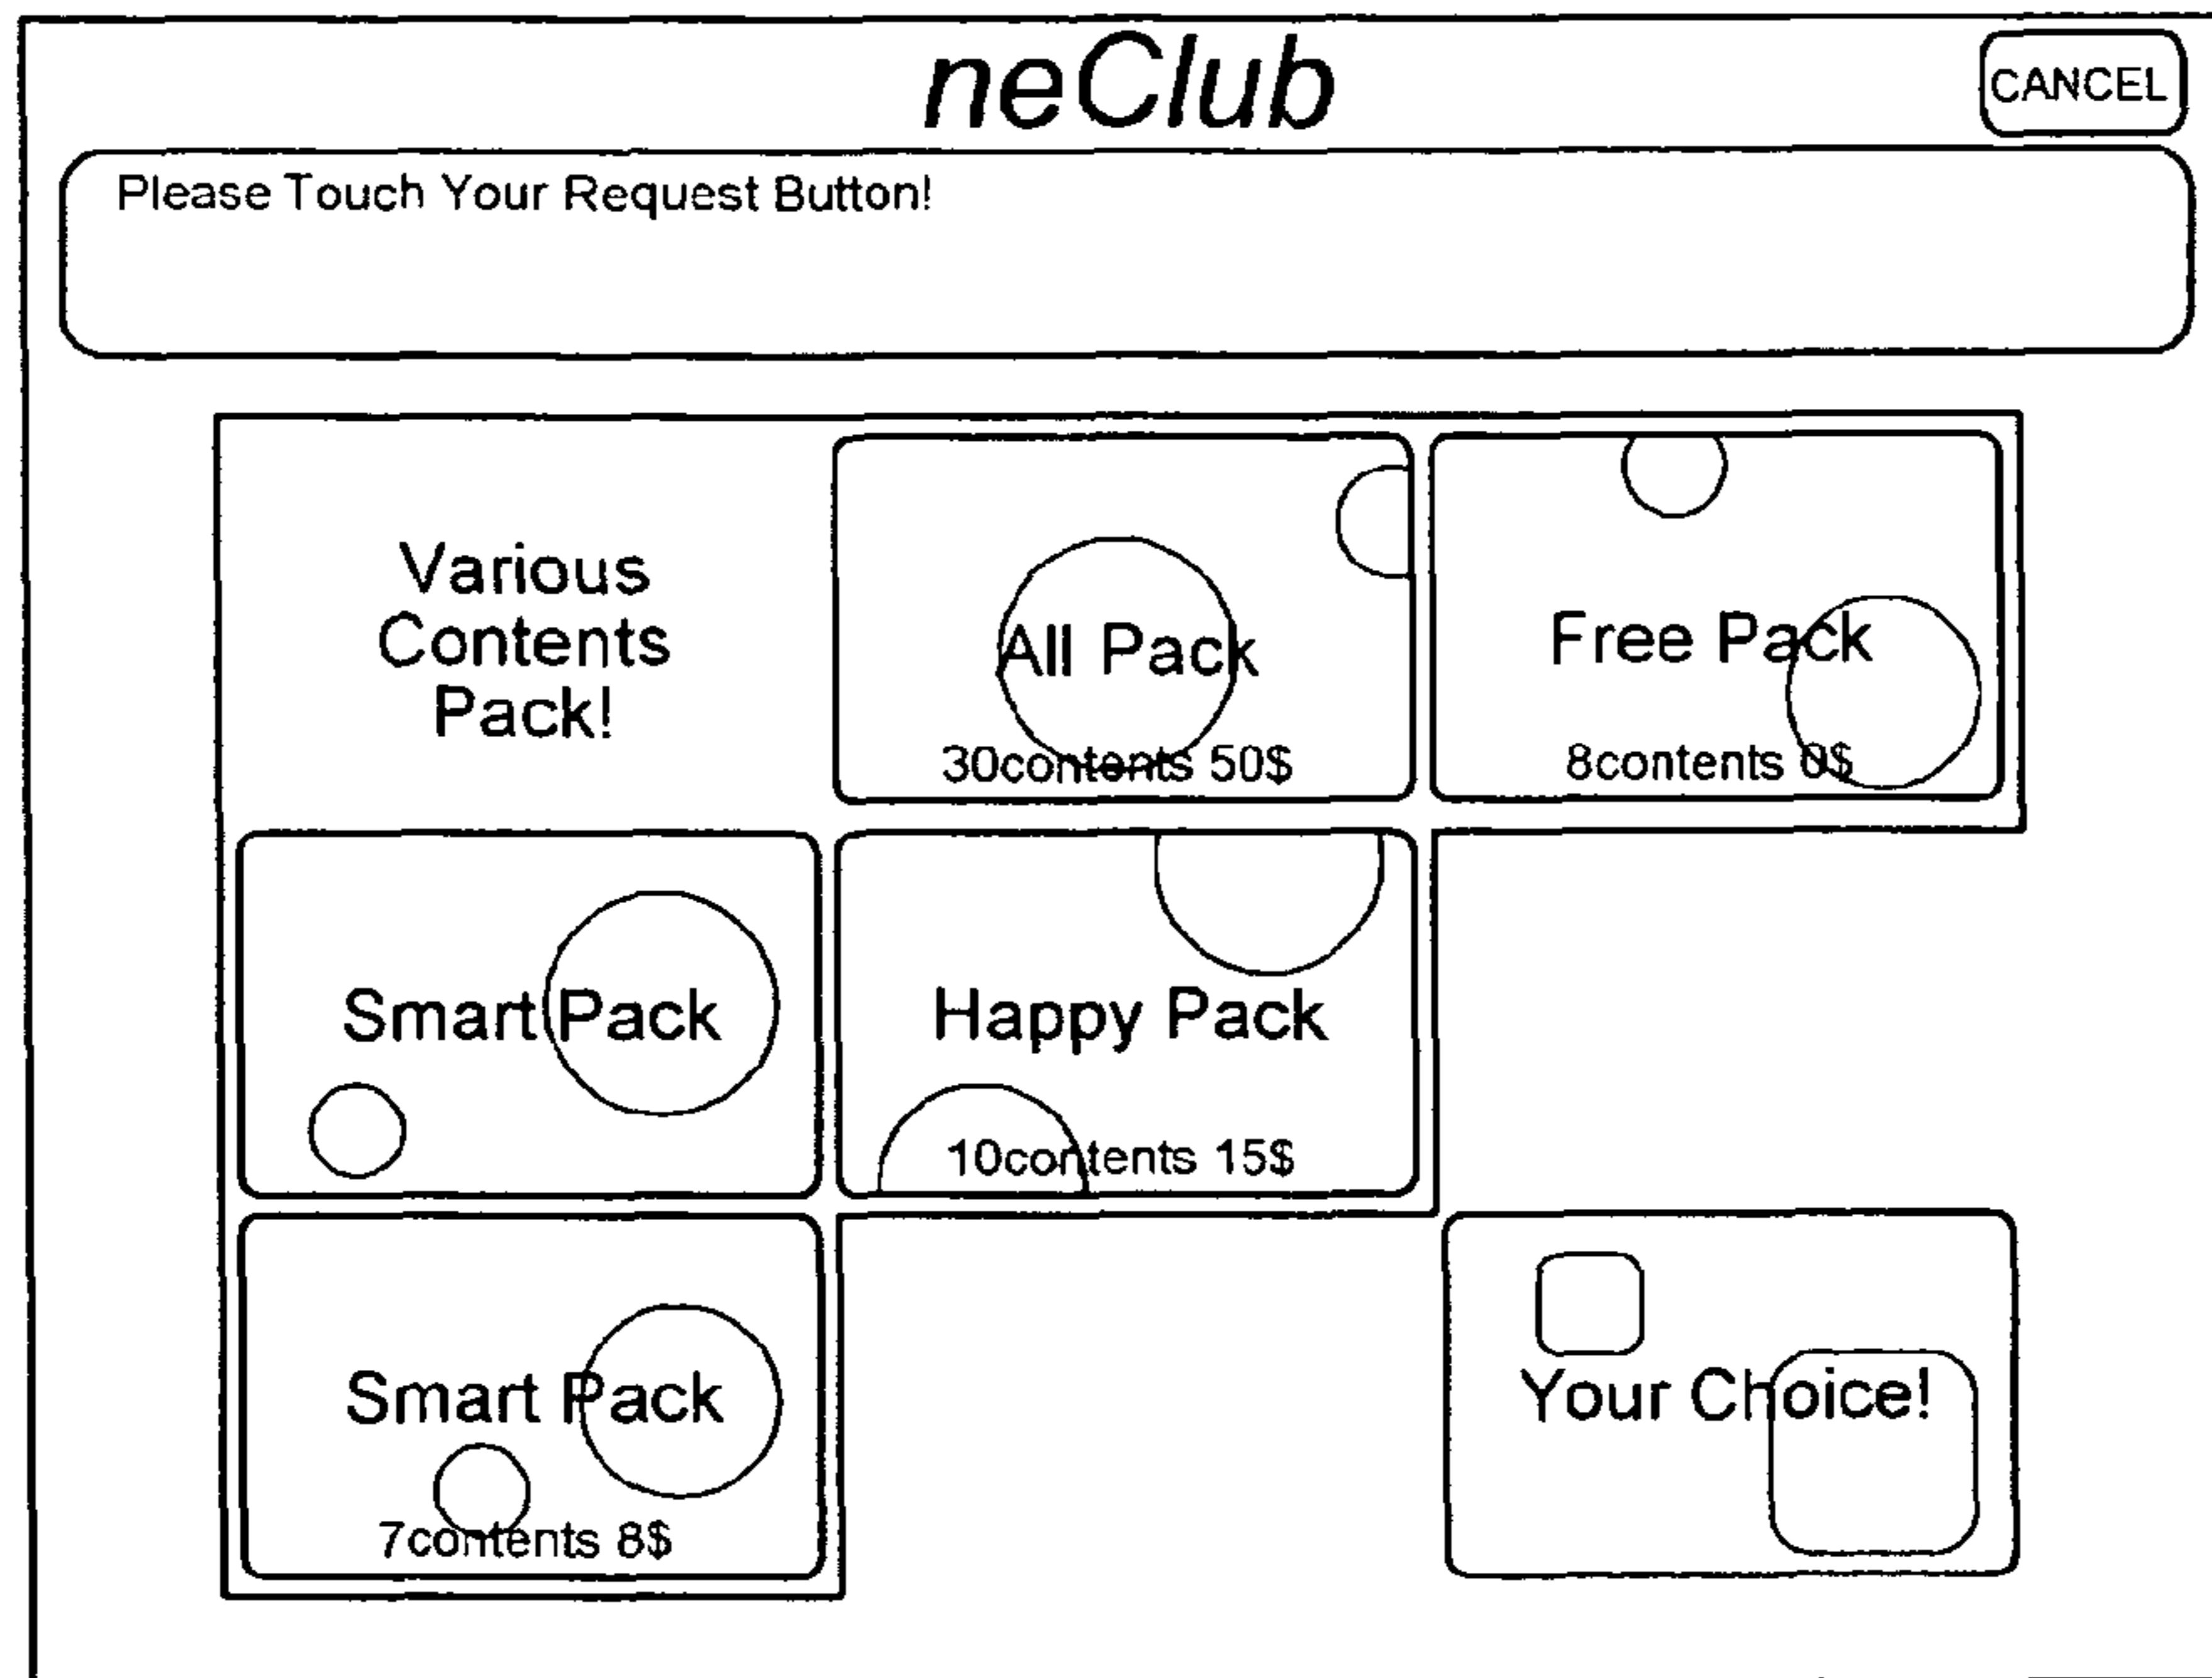 neClub
CANCEL
Please Touch Your Request Button!
Various
Contents
Pack!
All Pack
30contents 50$
Free Pack
8contents 0$
Smart Pack
Happy Pack
10contents 15$
Smart Pack
7contents 8$
Your Choice!